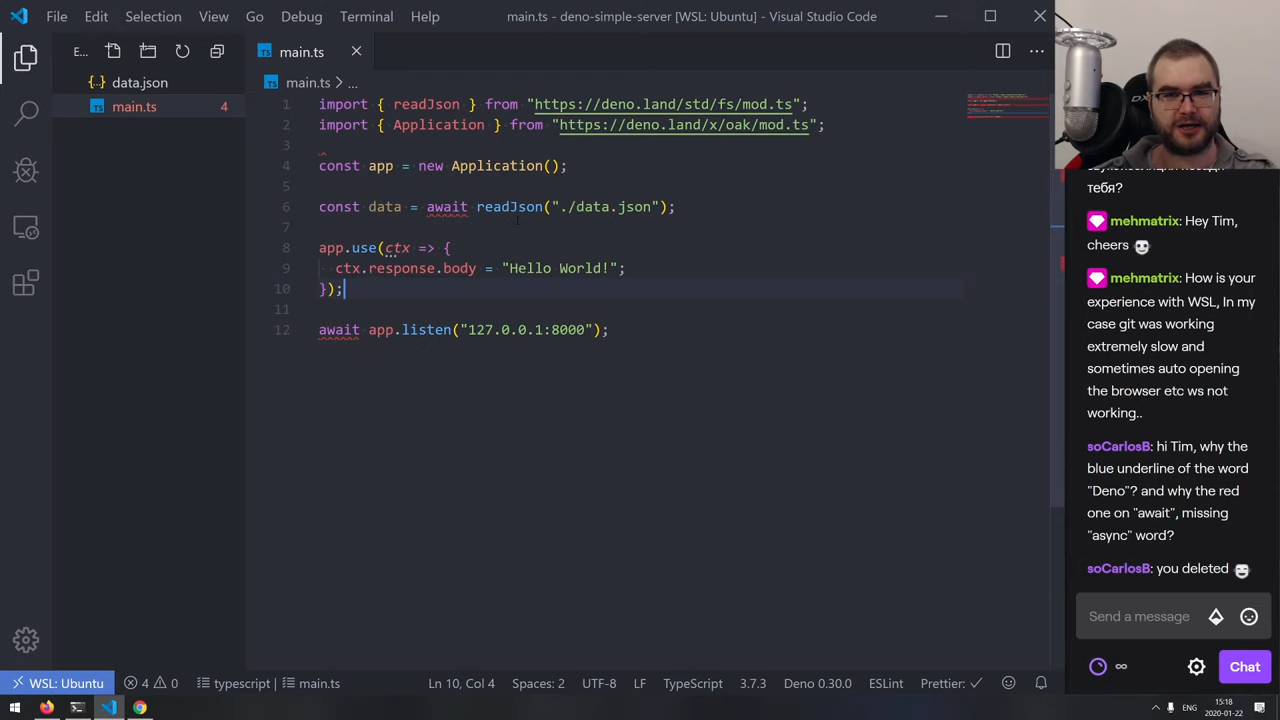 File Edit Selection View Go Debug Terminal Help
main.ts - deno-simple-server [WSL: Ubuntu] - Visual Studio Code
E...
{..} data.json
TS main.ts 4
TS main.ts
TS main.ts > ...
import { readJson } from "https://deno.land/std/fs/mod.ts";
2 import { Application } from "https://deno.land/x/oak/mod.ts";
3
4 const app = new Application();
5
6 const data = await readJson("./data.json");
7
8 app.use(ctx => {
9 ctx.response.body = "Hello World!";
10 });
11
12 await app.listen("127.0.0.1:8000");
тебя?
mehmatrix: Hey Tim,
cheers
mehmatrix: How is your
experience with WSL, In my
case git was working
extremely slow and
sometimes auto opening
the browser etc ws not
working..
soCarlosB: hi Tim, why the
blue underline of the word
"Deno"? and why the red
one on "await", missing
"async" word?
soCarlosB: you deleted
Send a message
∞
Chat
WSL: Ubuntu 4 0 typescript | main.ts
Ln 10, Col 4 Spaces: 2 UTF-8 LF TypeScript 3.7.3 Deno 0.30.0 ESLint Prettier: ✓
ENG
15:18
2020-01-22